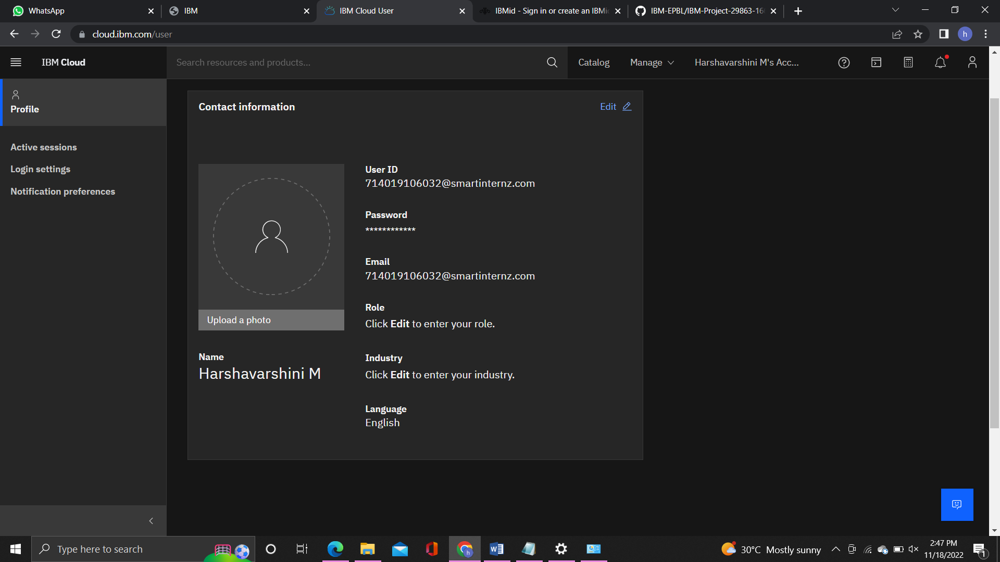 WhatsApp
IBM
IBM Cloud User
IBMid - Sign in or create an IBMi
IBM-EPBL/IBM-Project-29863-16
cloud.ibm.com/user
h
IBM Cloud
Search resources and products...
Catalog
Manage
Harshavarshini M's Acc...
Profile
Active sessions
Login settings
Notification preferences
Contact information
Edit
User ID
714019106032@smartinternz.com
Password
************
Email
714019106032@smartinternz.com
Role
Click Edit to enter your role.
Upload a photo
Name
Harshavarshini M
Industry
Click Edit to enter your industry.
Language
English
Type here to search
30°C Mostly sunny
2:47 PM
11/18/2022
1